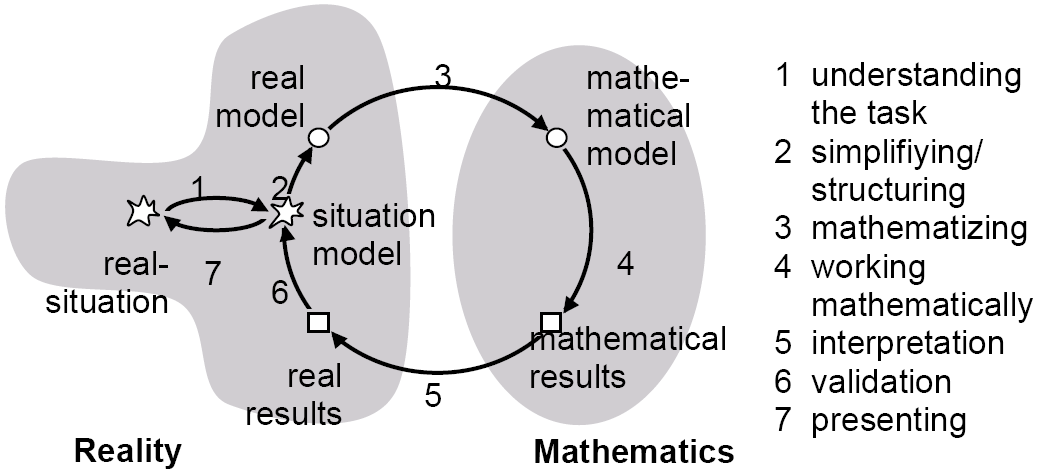 real
model
3
mathe-
matical
model
1
2
situation
model
real-
situation
7
6
4
mathematical
results
real
results
5
Reality
Mathematics
1 understanding
the task
2 simplifiying/
structuring
3 mathematizing
4 working
mathematically
5 interpretation
6 validation
7 presenting